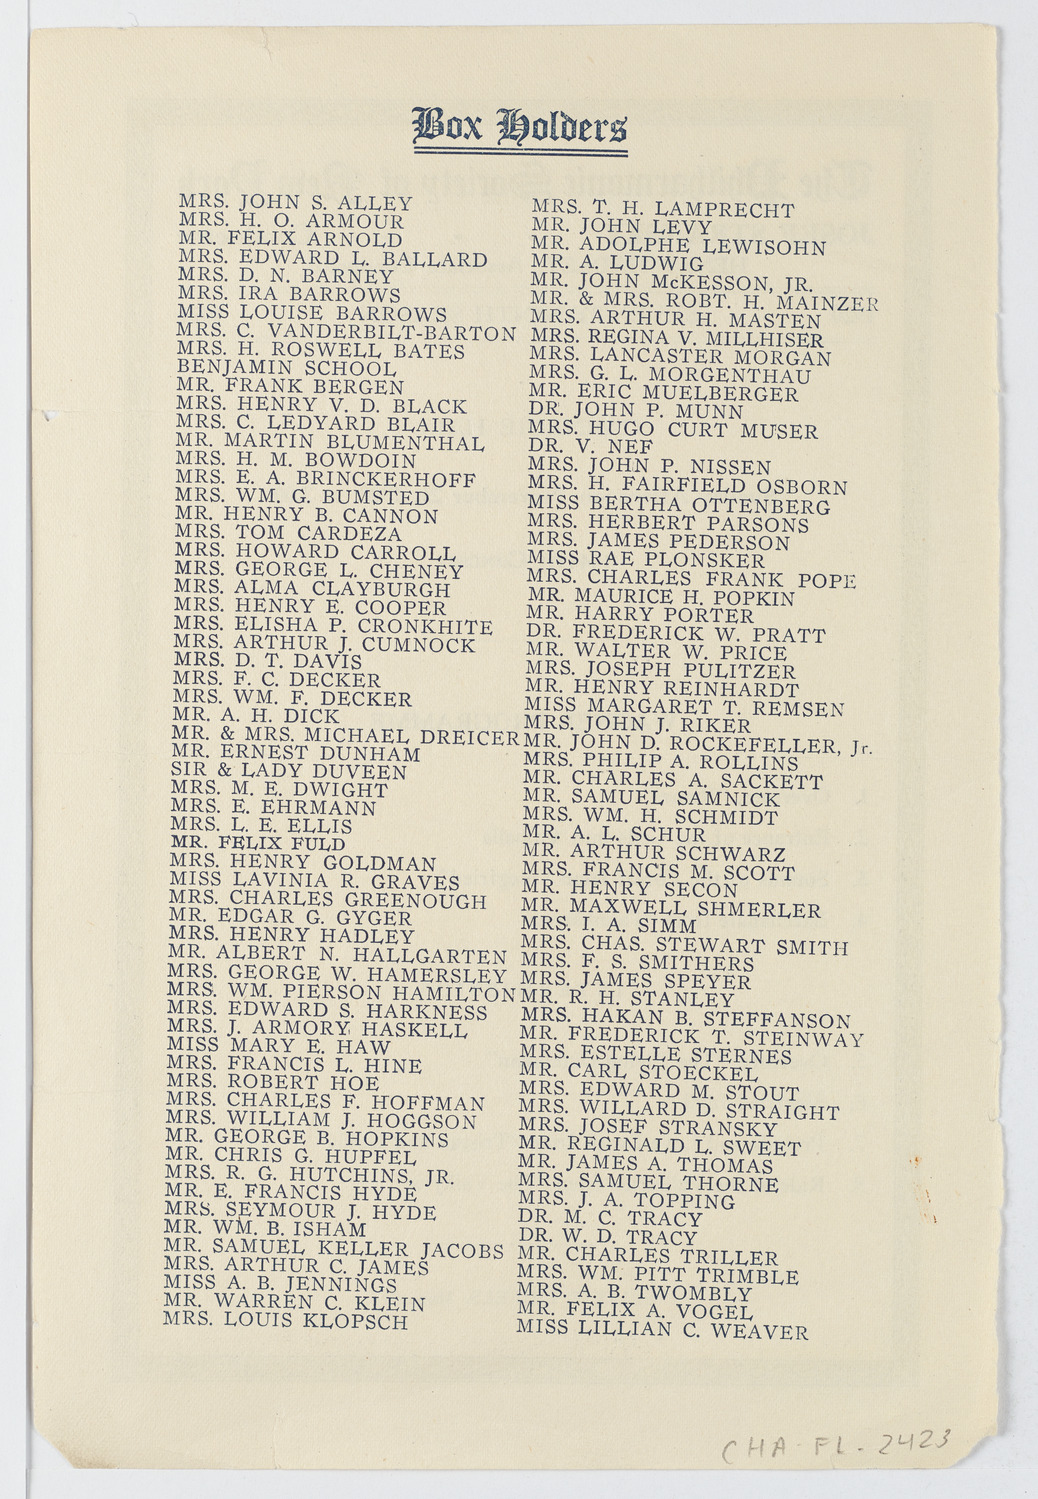 Box Holders
MRS. JOHN S. ALLEY
MRS. H. O. ARMOUR
MR. FELIX ARNOLD
MRS. EDWARD L. BALLARD
MRS. D. N. BARNEY
MRS. IRA BARROWS
MISS LOUISE BARROWS
MRS. C. VANDERBILT-BARTON
MRS. H. ROSWELL BATES
BENJAMIN SCHOOL
MR. FRANK BERGEN
MRS. HENRY V. D. BLACK
MRS. C. LEDYARD BLAIR
MR. MARTIN BLUMENTHAL
MRS. H. M. BOWDOIN
MRS. E. A. BRINCKERHOFF
MRS. WM. G. BUMSTED
MR. HENRY B. CANNON
MRS. TOM CARDEZA
MRS. HOWARD CARROLL
MRS. GEORGE L. CHENEY
MRS. ALMA CLAYBURGH
MRS. HENRY E. COOPER
MRS. ELISHA P. CRONKHITE
MRS. ARTHUR J. CUMNOCK
MRS. D. T. DAVIS
MRS. F. C. DECKER
MRS. WM. F. DECKER
MR. A. H. DICK
MR. & MRS. MICHAEL DREICER
MR. ERNEST DUNHAM
SIR & LADY DUVEEN
MRS. M. E. DWIGHT
MRS. E. EHRMANN
MRS. L. E. ELLIS
MR. FELIX FULD
MRS. HENRY GOLDMAN
MISS LAVINIA R. GRAVES
MRS. CHARLES GREENOUGH
MR. EDGAR G. GYGER
MRS. HENRY HADLEY
MR. ALBERT N. HALLGARTEN
MRS. GEORGE W. HAMERSLEY
MRS. WM. PIERSON HAMILTON
MRS. EDWARD S. HARKNESS
MRS. J. ARMORY HASKELL
MISS MARY E. HAW
MRS. FRANCIS L. HINE
MRS. ROBERT HOE
MRS. CHARLES F. HOFFMAN
MRS. WILLIAM J. HOGGSON
MR. GEORGE B. HOPKINS
MR. CHRIS G. HUPFEL
MRS. R. G. HUTCHINS, JR.
MR. E. FRANCIS HYDE
MRS. SEYMOUR J. HYDE
MR. WM. B. ISHAM
MR. SAMUEL KELLER JACOBS
MRS. ARTHUR C. JAMES
MISS A. B. JENNINGS
MR. WARREN C. KLEIN
MRS. LOUIS KLOPSCH
MRS. T. H. LAMPRECHT
MR. JOHN LEVY
MR. ADOLPHE LEWISOHN
MR. A. LUDWIG
MR. JOHN McKESSON, JR.
MR. & MRS. ROBT. H. MAINZER
MRS. ARTHUR H. MASTEN
MRS. REGINA V. MILLHISER
MRS. LANCASTER MORGAN
MRS. G. L. MORGENTHAU
MR. ERIC MUELBERGER
DR. JOHN P. MUNN
MRS. HUGO CURT MUSER
DR. V. NEF
MRS. JOHN P. NISSEN
MRS. H. FAIRFIELD OSBORN
MISS BERTHA OTTENBERG
MRS. HERBERT PARSONS
MRS. JAMES PEDERSON
MISS RAE PLONSKER
MRS. CHARLES FRANK POPE
MR. MAURICE H. POPKIN
MR. HARRY PORTER
DR. FREDERICK W. PRATT
MR. WALTER W. PRICE
MRS. JOSEPH PULITZER
MR. HENRY REINHARDT
MISS MARGARET T. REMSEN
MRS. JOHN J. RIKER
MR. JOHN D. ROCKEFELLER, Jr.
MRS. PHILIP A. ROLLINS
MR. CHARLES A. SACKETT
MR. SAMUEL SAMNICK
MRS. WM. H. SCHMIDT
MR. A. L. SCHUR
MR. ARTHUR SCHWARZ
MRS. FRANCIS M. SCOTT
MR. HENRY SECON
MR. MAXWELL SHMERLER
MRS. I. A. SIMM
MRS. CHAS. STEWART SMITH
MRS. F. S. SMITHERS
MRS. JAMES SPEYER
MR. R. H. STANLEY
MRS. HAKAN B. STEFFANSON
MR. FREDERICK T. STEINWAY
MRS. ESTELLE STERNES
MR. CARL STOECKEL
MRS. EDWARD M. STOUT
MRS. WILLARD D. STRAIGHT
MRS. JOSEF STRANSKY
MR. REGINALD L. SWEET
MR. JAMES A. THOMAS
MRS. SAMUEL THORNE
MRS. J. A. TOPPING
DR. M. C. TRACY
DR. W. D. TRACY
MR. CHARLES TRILLER
MRS. WM. PITT TRIMBLE
MRS. A. B. TWOMBLY
MR. FELIX A. VOGEL
MISS LILLIAN C. WEAVER
CHA-FL-2423